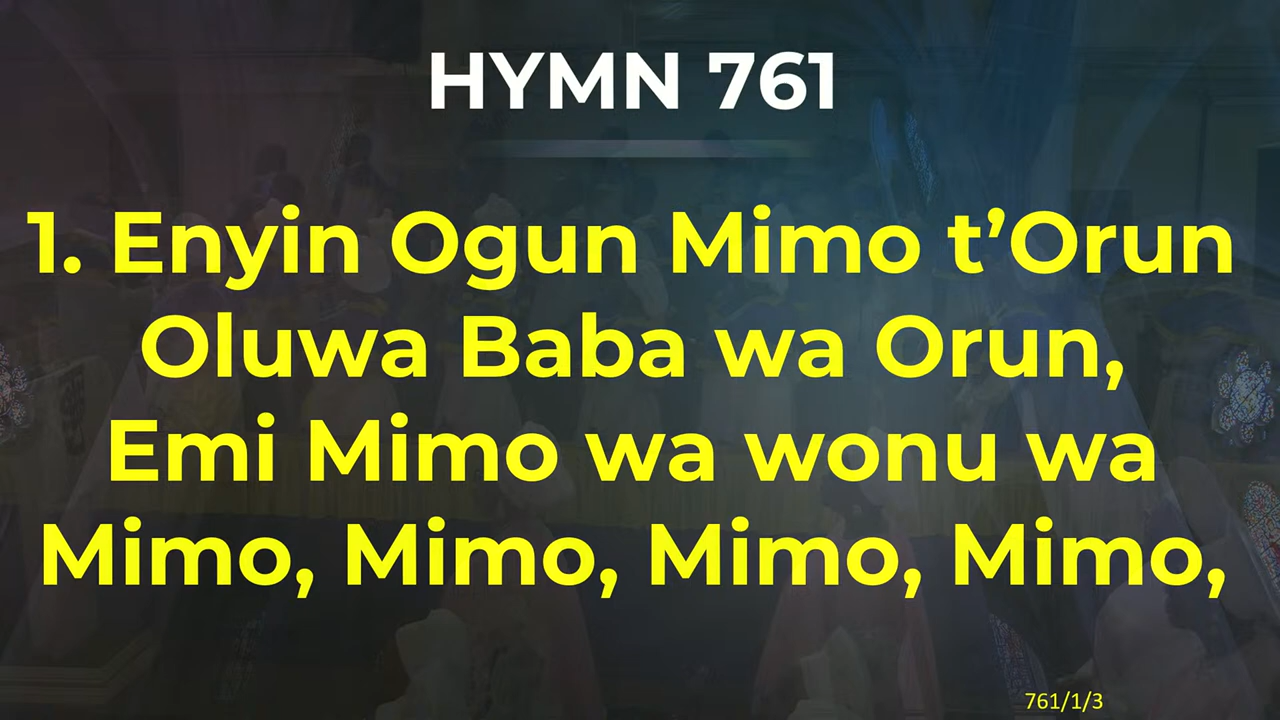 HYMN 761
1. Enyin Ogun Mimo t’Orun
Oluwa Baba wa Orun,
Emi Mimo wa wonu wa
Mimo, Mimo, Mimo, Mimo,
761/1/3